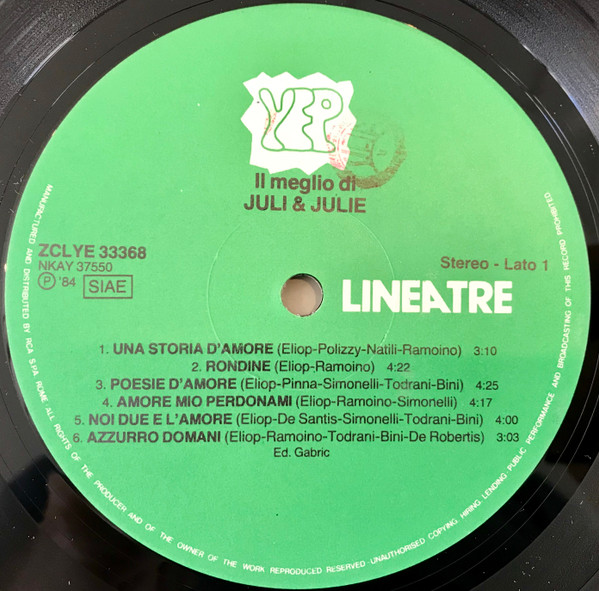 YEP
Il meglio di
JULI & JULIE
ZCLYE 33368
NKAY 37550
Ⓟ '84 SIAE
Stereo - Lato 1
LINEATRE
1. UNA STORIA D'AMORE (Eliop-Polizzy-Natili-Ramoino) 3:10
2. RONDINE (Eliop-Ramoino) 4:22
3. POESIE D'AMORE (Eliop-Pinna-Simonelli-Todrani-Bini) 4:25
4. AMORE MIO PERDONAMI (Eliop-Ramoino-Simonelli) 4:17
5. NOI DUE E L'AMORE (Eliop-De Santis-Simonelli-Todrani-Bini) 4:00
6. AZZURRO DOMANI (Eliop-Ramoino-Todrani-Bini-De Robertis) 3:03
Ed. Gabric
MANUFACTURED AND DISTRIBUTED BY RCA S.P.A. ROME ALL RIGHTS OF THE PRODUCER AND OF THE OWNER OF THE WORK REPRODUCED RESERVED·UNAUTHORISED COPYING·HIRING·LENDING·PUBLIC PERFORMANCE AND BROADCASTING OF THIS RECORD PROHIBITED